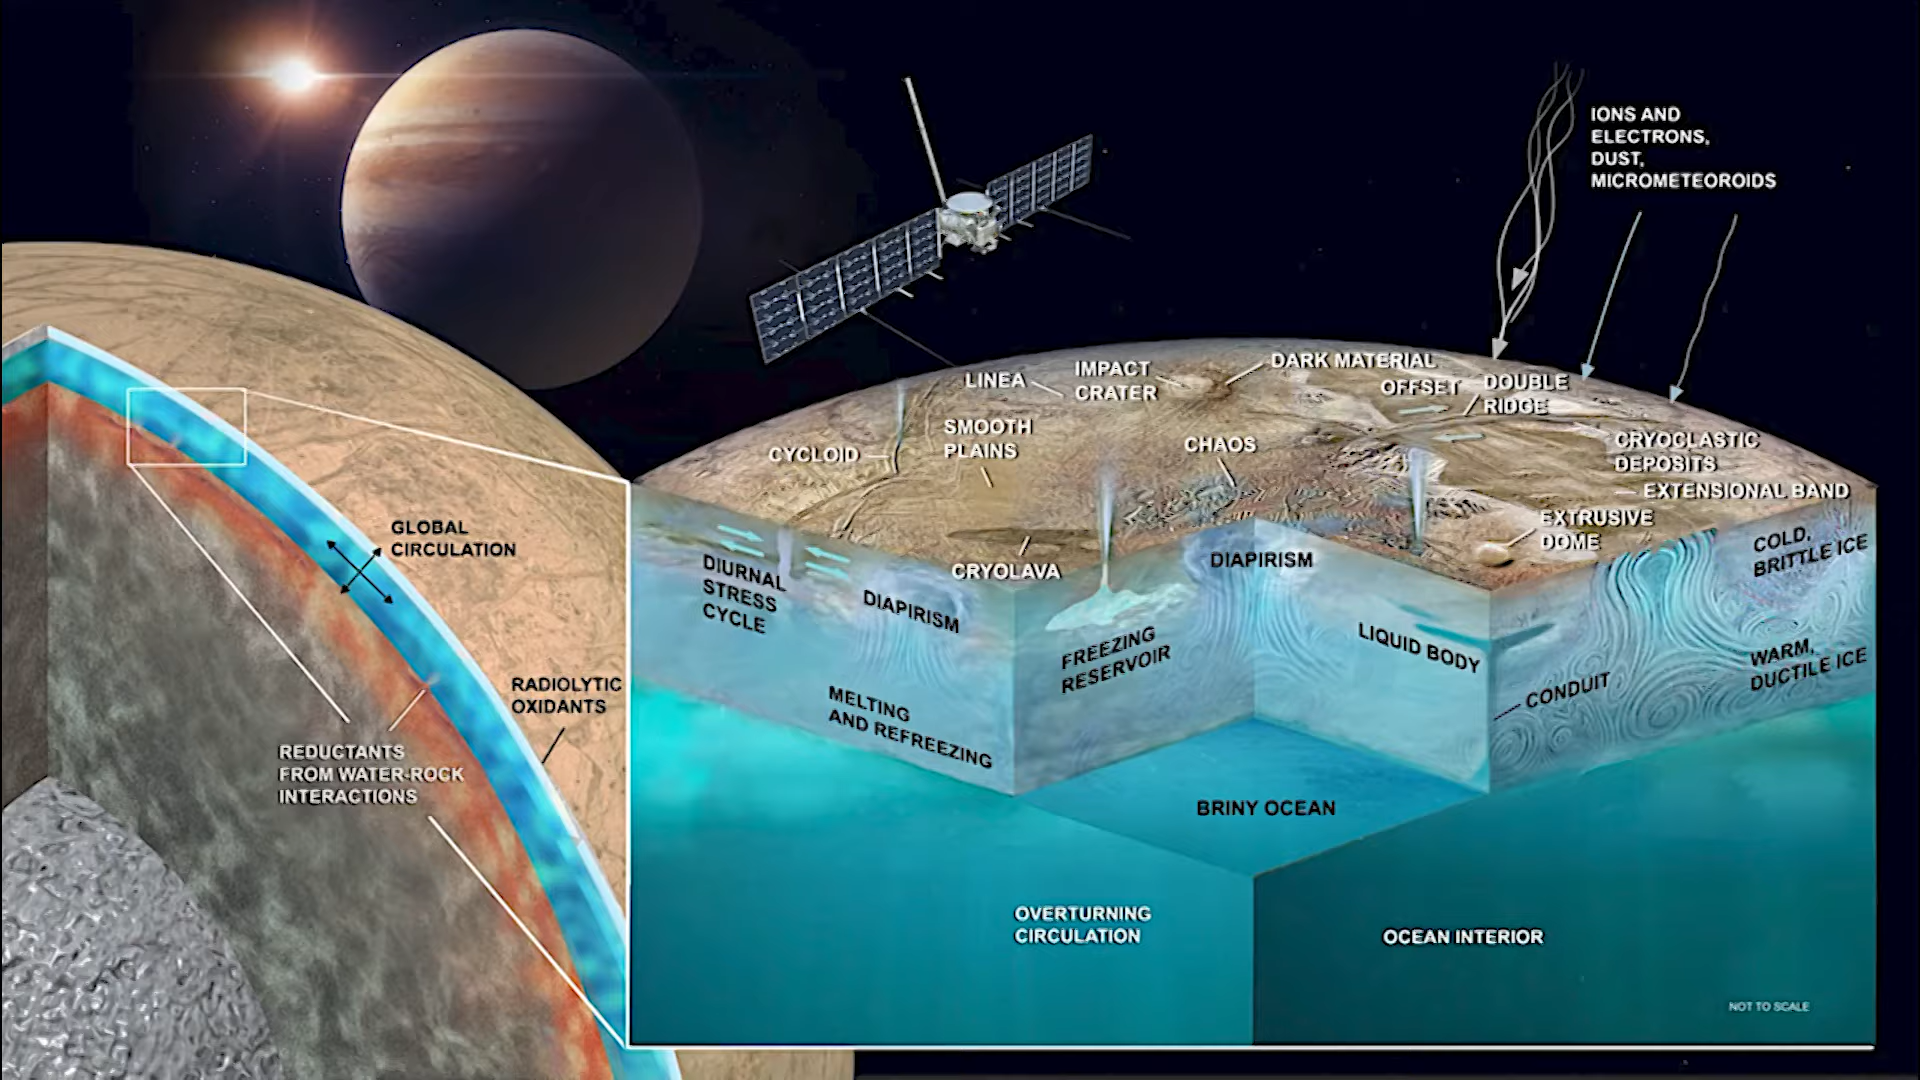 IONS AND
ELECTRONS,
DUST,
MICROMETEOROIDS
LINEA
IMPACT
CRATER
DARK MATERIAL
OFFSET
DOUBLE
RIDGE
CYCLOID
SMOOTH
PLAINS
CHAOS
CRYOCLASTIC
DEPOSITS
EXTENSIONAL BAND
EXTRUSIVE
DOME
COLD,
BRITTLE ICE
GLOBAL
CIRCULATION
DIURNAL
STRESS
CYCLE
CRYOLAVA
DIAPIRISM
DIAPIRISM
FREEZING
RESERVOIR
LIQUID BODY
WARM,
DUCTILE ICE
CONDUIT
RADIOLYTIC
OXIDANTS
MELTING
AND REFREEZING
REDUCTANTS
FROM WATER-ROCK
INTERACTIONS
BRINY OCEAN
OVERTURNING
CIRCULATION
OCEAN INTERIOR
NOT TO SCALE